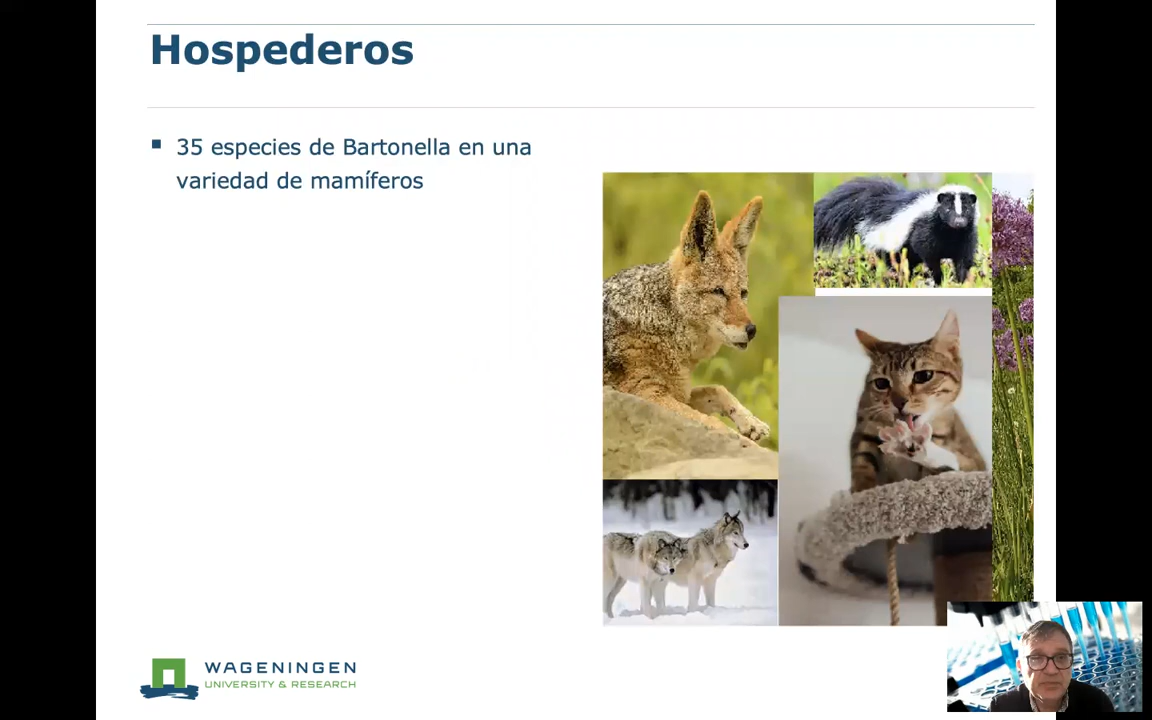 Hospederos
▪ 35 especies de Bartonella en una
variedad de mamíferos
WAGENINGEN
UNIVERSITY & RESEARCH